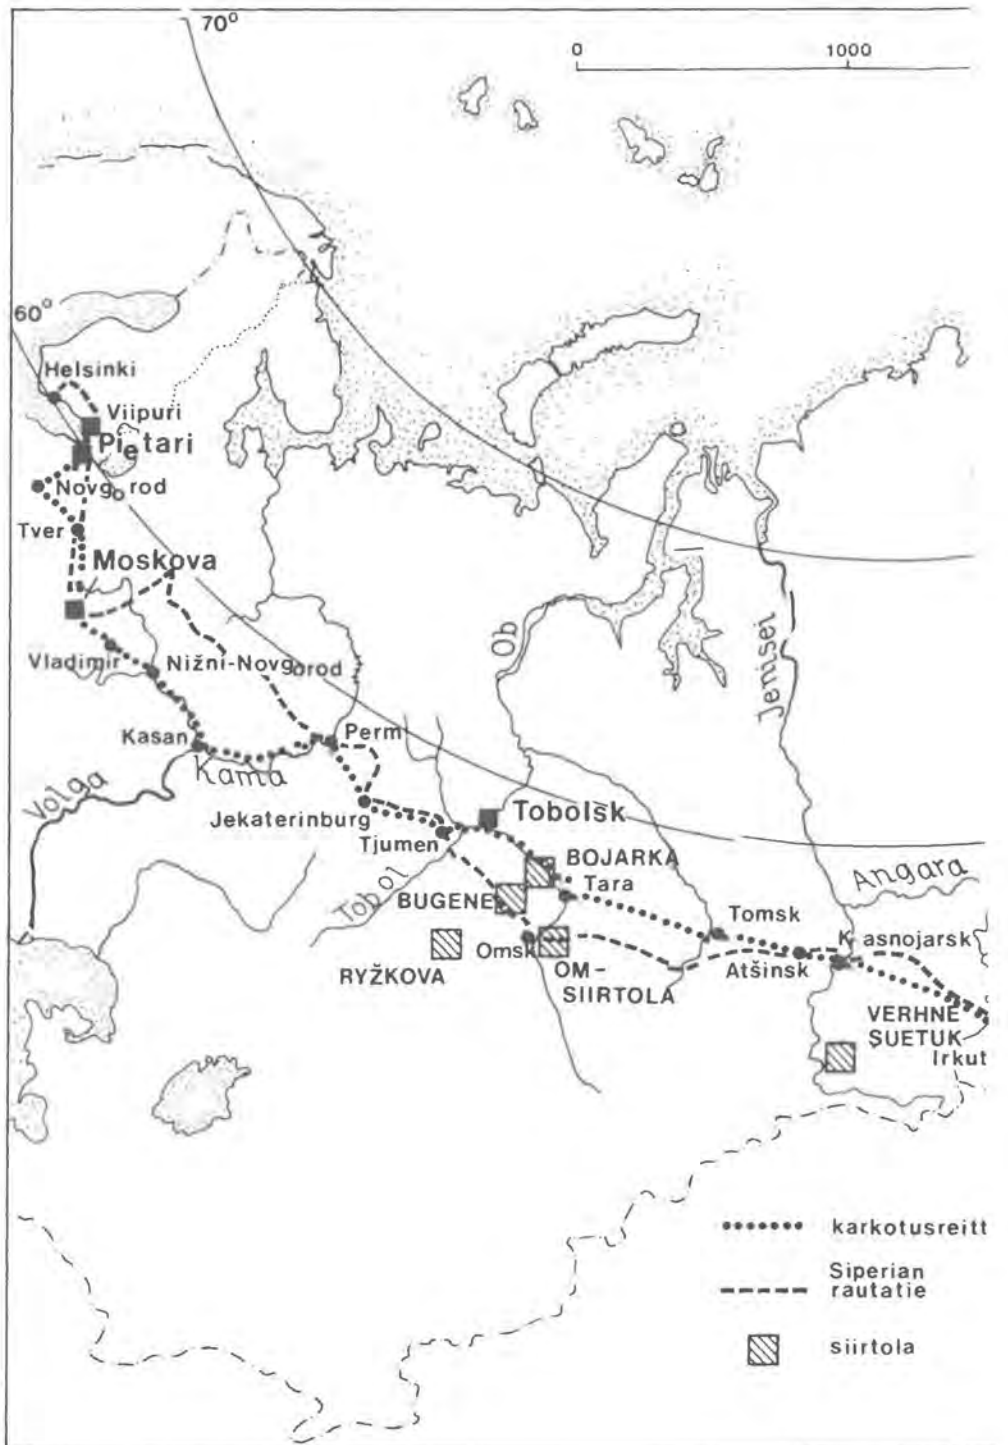 70°
0 1000
60°
Helsinki
Viipuri
Pietari
Novgorod
Tver
Moskova
Vladimir
Nižni-Novgorod
Kasan
Perm
Kama
Volga
Ob
Jenisei
Jekaterinburg
Tobolsk
Tjumen
Tobol
BOJARKA
Tara
BUGENE
Angara
Tomsk
Omsk
Kasnojarsk
RYŽKOVA
OM-
SIIRTOLA
Atšinsk
VERHNE
ŞUETUK
Irkut
karkotusreitt
Siperian
rautatie
siirtola